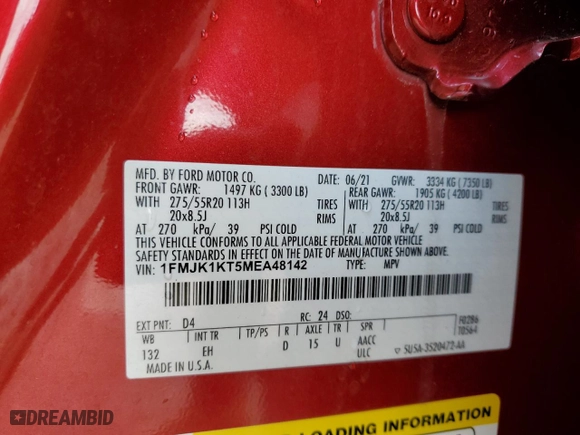 MFD. BY FORD MOTOR CO.
DATE: 06/21 GVWR: 3334 KG ( 7350 LB)
FRONT GAWR: 1497 KG ( 3300 LB)
REAR GAWR: 1905 KG ( 4200 LB)
WITH 275/55R20 113H TIRES
WITH 275/55R20 113H TIRES
20x8.5J RIMS
20x8.5J RIMS
AT 270 kPa/ 39 PSI COLD
AT 270 kPa/ 39 PSI COLD
THIS VEHICLE CONFORMS TO ALL APPLICABLE FEDERAL MOTOR VEHICLE
SAFETY STANDARDS IN EFFECT ON THE DATE OF MANUFACTURE SHOWN ABOVE.
VIN: 1FMJK1KT5MEA48142 TYPE: MPV
EXT PNT: D4 RC: 24 DSO:
F0286
T0564
WB INT TR TP/PS R AXLE TR SPR
132 EH D 15 U AACC
ULC
MADE IN U.S.A.
5U5A-3520472-AA
LOADING INFORMATION
DREAMBID